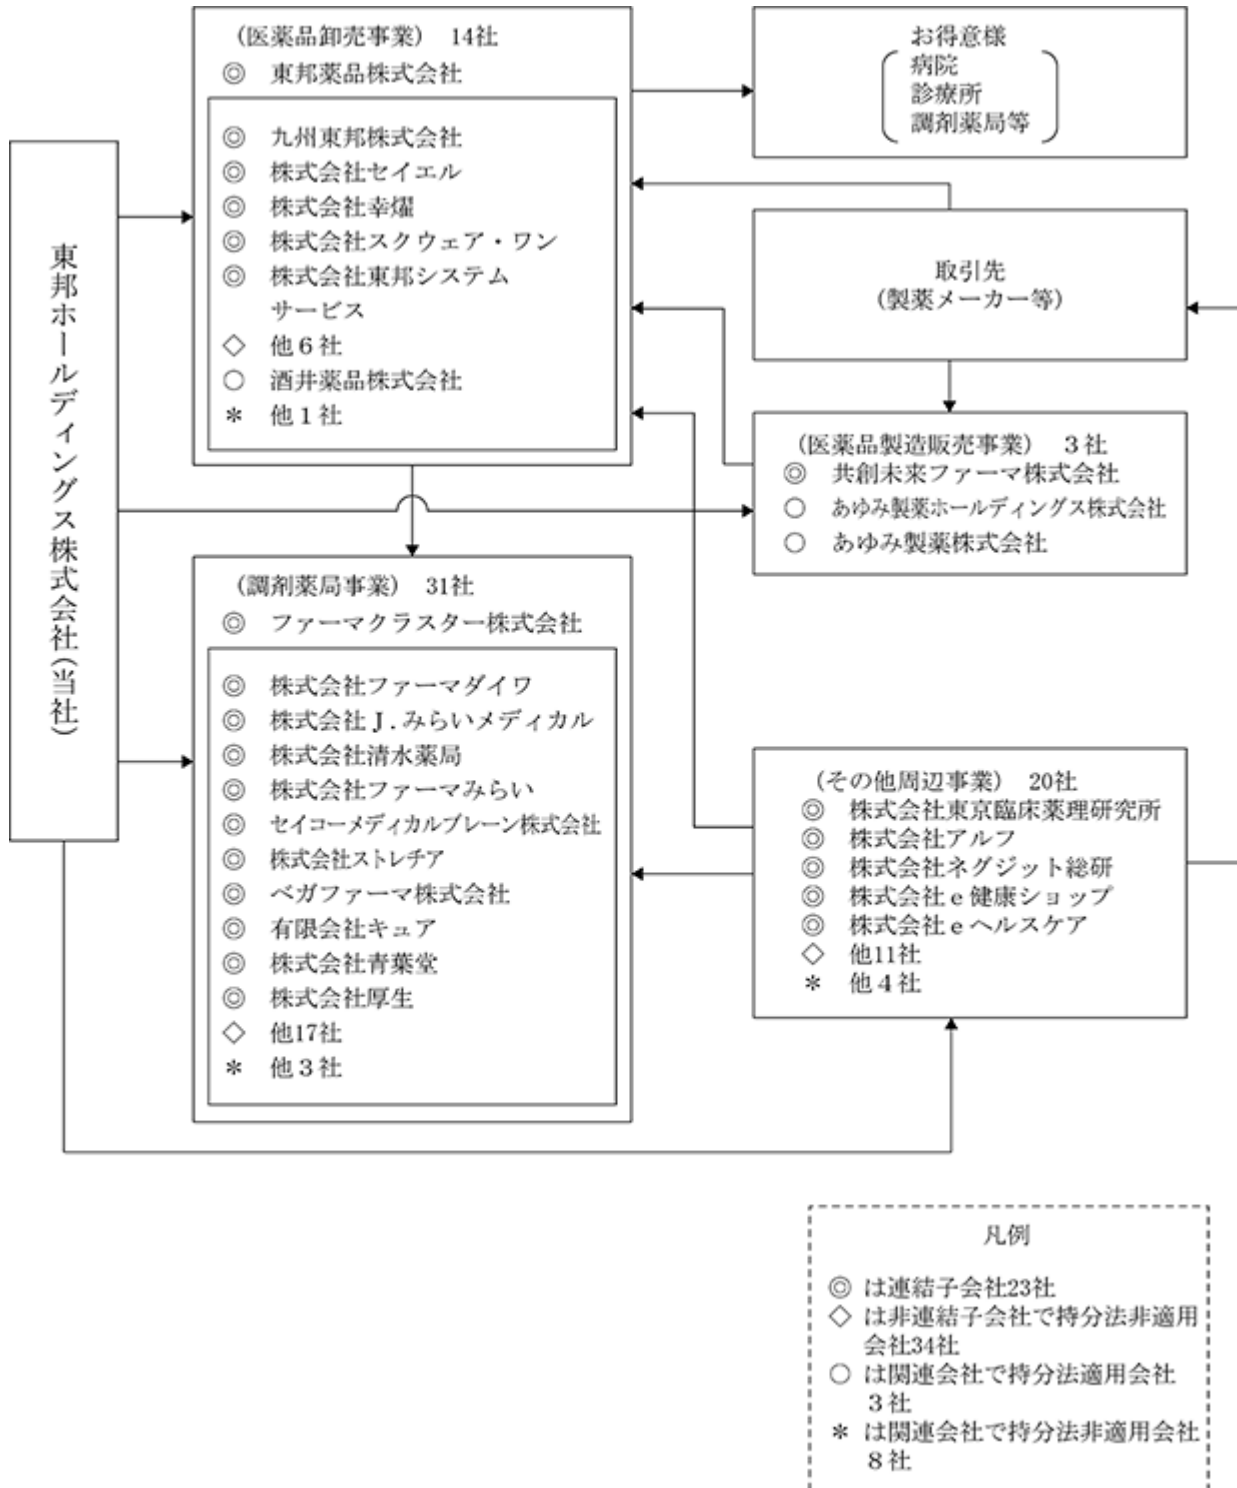 東邦ホールディングス株式会社(当社)
(医薬品卸売事業) 14社
◎ 東邦薬品株式会社
◎ 九州東邦株式会社
◎ 株式会社セイエル
◎ 株式会社幸燿
◎ 株式会社スクウェア・ワン
◎ 株式会社東邦システム
サービス
◇ 他6社
○ 酒井薬品株式会社
* 他1社
(調剤薬局事業) 31社
◎ ファーマクラスター株式会社
◎ 株式会社ファーマダイワ
◎ 株式会社J.みらいメディカル
◎ 株式会社清水薬局
◎ 株式会社ファーマみらい
◎ セイコーメディカルブレーン株式会社
◎ 株式会社ストレチア
◎ ベガファーマ株式会社
◎ 有限会社キュア
◎ 株式会社青葉堂
◎ 株式会社厚生
◇ 他17社
* 他3社
お得意様
病院
診療所
調剤薬局等
取引先
(製薬メーカー等)
(医薬品製造販売事業) 3社
◎ 共創未来ファーマ株式会社
○ あゆみ製薬ホールディングス株式会社
○ あゆみ製薬株式会社
(その他周辺事業) 20社
◎ 株式会社東京臨床薬理研究所
◎ 株式会社アルフ
◎ 株式会社ネグジット総研
◎ 株式会社e健康ショップ
◎ 株式会社eヘルスケア
◇ 他11社
* 他4社
凡例
◎ は連結子会社23社
◇ は非連結子会社で持分法非適用
会社34社
○ は関連会社で持分法適用会社
3社
* は関連会社で持分法非適用会社
8社